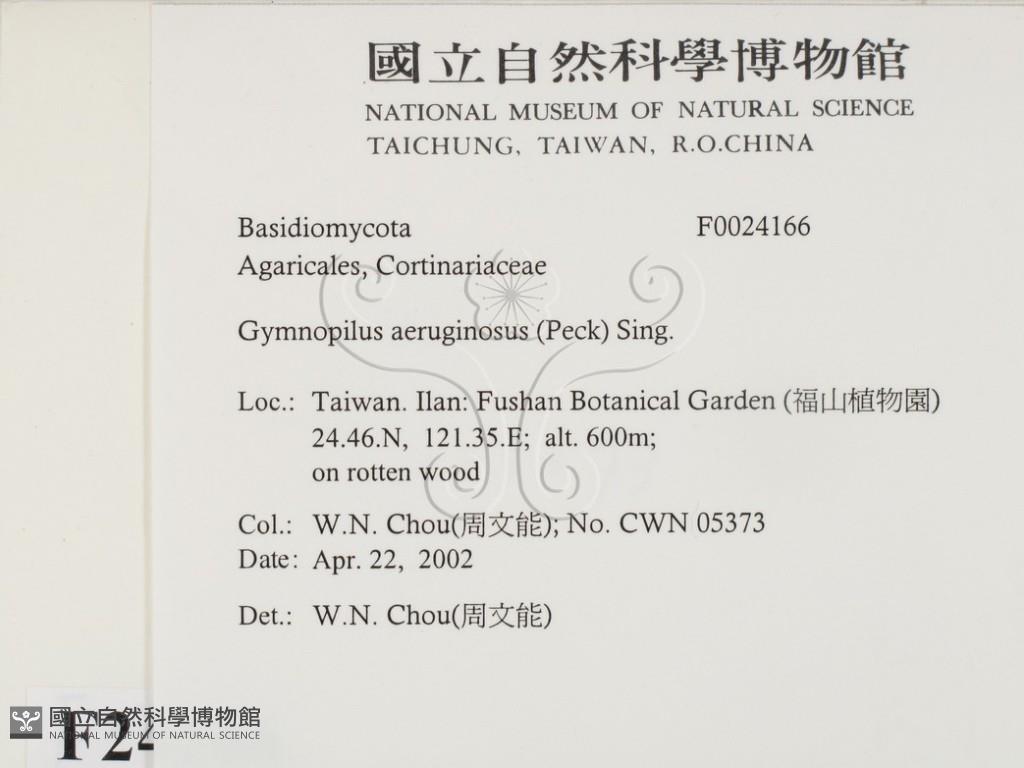 國立自然科學博物館
NATIONAL MUSEUM OF NATURAL SCIENCE
TAICHUNG, TAIWAN, R.O.CHINA
Basidiomycota F0024166
Agaricales, Cortinariaceae
Gymnopilus aeruginosus (Peck) Sing.
Loc.: Taiwan. Ilan: Fushan Botanical Garden (福山植物園)
24.46.N, 121.35.E; alt. 600m;
on rotten wood
Col.: W.N. Chou(周文能); No. CWN 05373
Date: Apr. 22, 2002
Det.: W.N. Chou(周文能)
國立自然科學博物館
NATIONAL MUSEUM OF NATURAL SCIENCE
F24